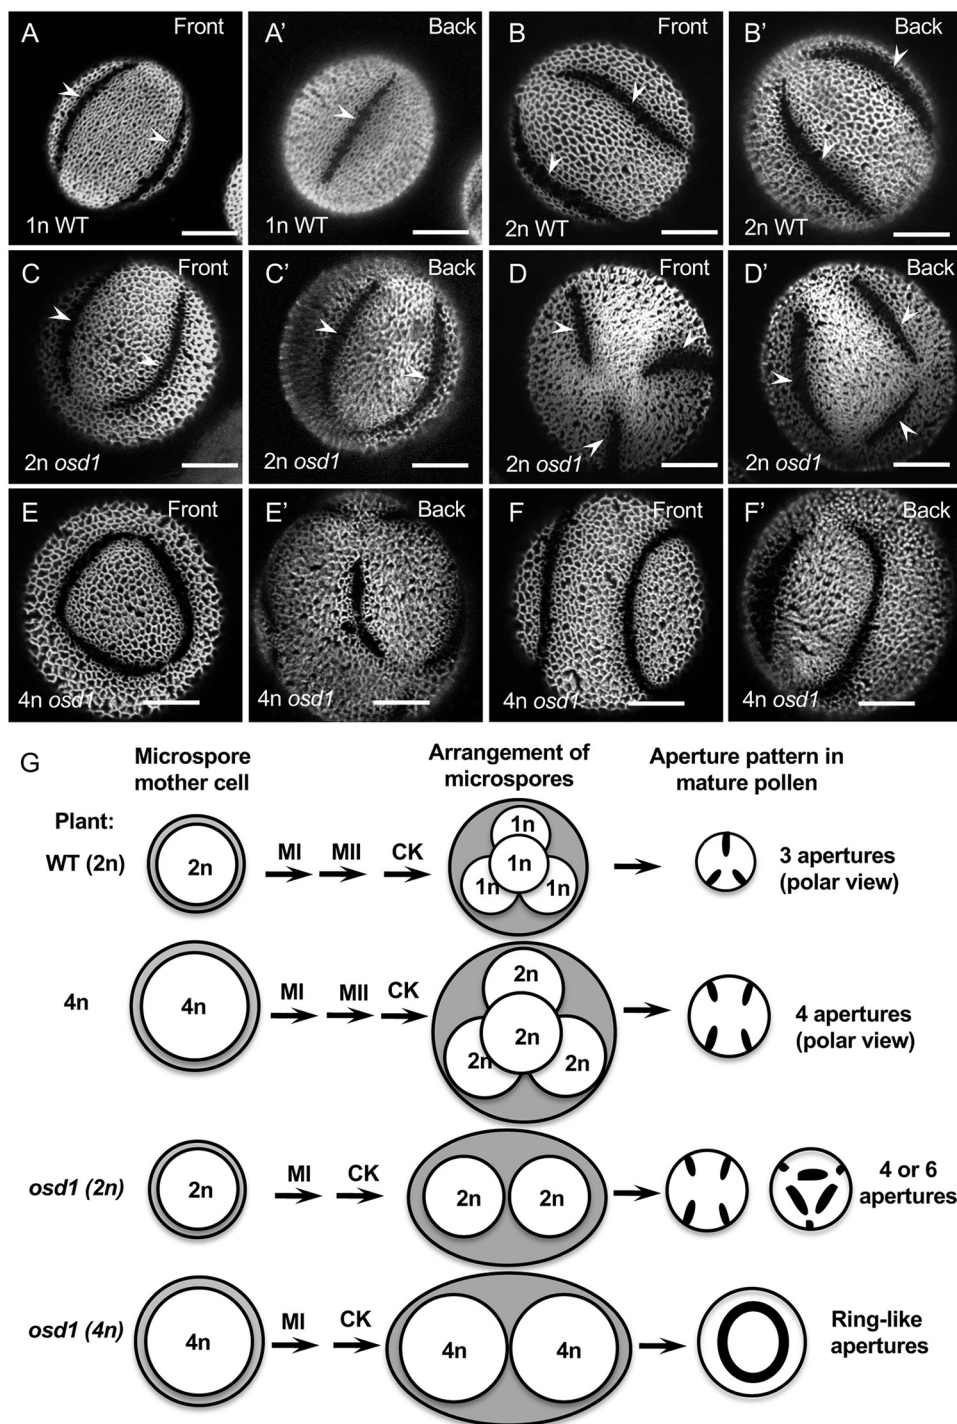 A Front
1n WT
A' Back
1n WT
B Front
2n WT
B' Back
2n WT
C Front
2n osd1
C' Back
2n osd1
D Front
2n osd1
D' Back
2n osd1
E Front
4n osd1
E' Back
4n osd1
F Front
4n osd1
F' Back
4n osd1
G
Microspore
mother cell
Arrangement of
microspores
Aperture pattern in
mature pollen
Plant:
WT (2n)
2n
MI MII CK
1n
1n
1n 1n
3 apertures
(polar view)
4n
4n
MI MII CK
2n
2n
2n 2n
4 apertures
(polar view)
osd1 (2n)
2n
MI CK
2n 2n
4 or 6
apertures
osd1 (4n)
4n
MI CK
4n 4n
Ring-like
apertures